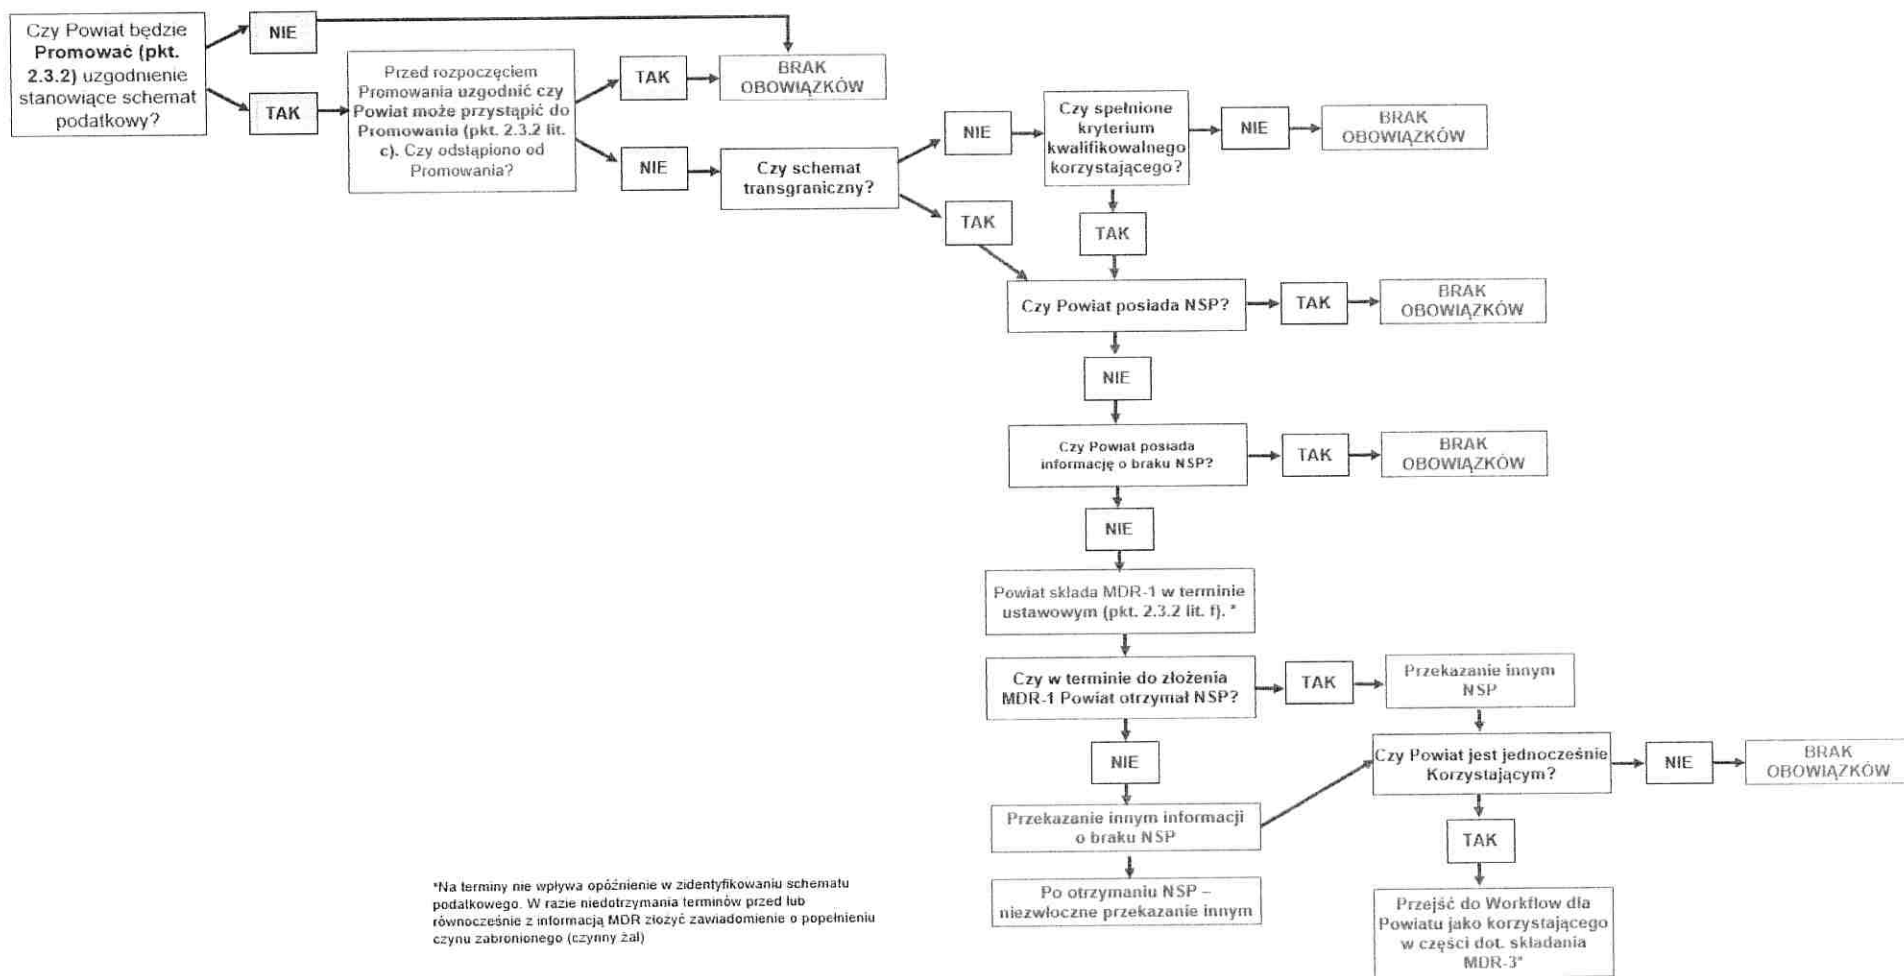 Czy Powiat będzie
Promować (pkt.
2.3.2) uzgodnienie
stanowiące schemat
podatkowy?
NIE
TAK
Przed rozpoczęciem
Promowania uzgodnić czy
Powiat może przystąpić do
Promowania (pkt. 2.3.2 lit.
c). Czy odstąpiono od
Promowania?
TAK
BRAK
OBOWIĄZKÓW
NIE
Czy schemat
transgraniczny?
NIE
Czy spełnione
kryterium
kwalifikowalnego
korzystającego?
NIE
BRAK
OBOWIĄZKÓW
TAK
TAK
Czy Powiat posiada NSP?
TAK
BRAK
OBOWIĄZKÓW
NIE
Czy Powiat posiada
informację o braku NSP?
TAK
BRAK
OBOWIĄZKÓW
NIE
Powiat składa MDR-1 w terminie
ustawowym (pkt. 2.3.2 lit. f). *
Czy w terminie do złożenia
MDR-1 Powiat otrzymał NSP?
TAK
Przekazanie innym
NSP
NIE
Czy Powiat jest jednocześnie
Korzystającym?
NIE
BRAK
OBOWIĄZKÓW
Przekazanie innym informacji
o braku NSP
TAK
Po otrzymaniu NSP –
niezwłoczne przekazanie innym
Przejść do Workflow dla
Powiatu jako korzystającego
w części dot. składania
MDR-3*
*Na terminy nie wpływa opóźnienie w zidentyfikowaniu schematu
podatkowego. W razie niedotrzymania terminów przed lub
równocześnie z informacją MDR złożyć zawiadomienie o popełnieniu
czynu zabronionego (czynny żal)